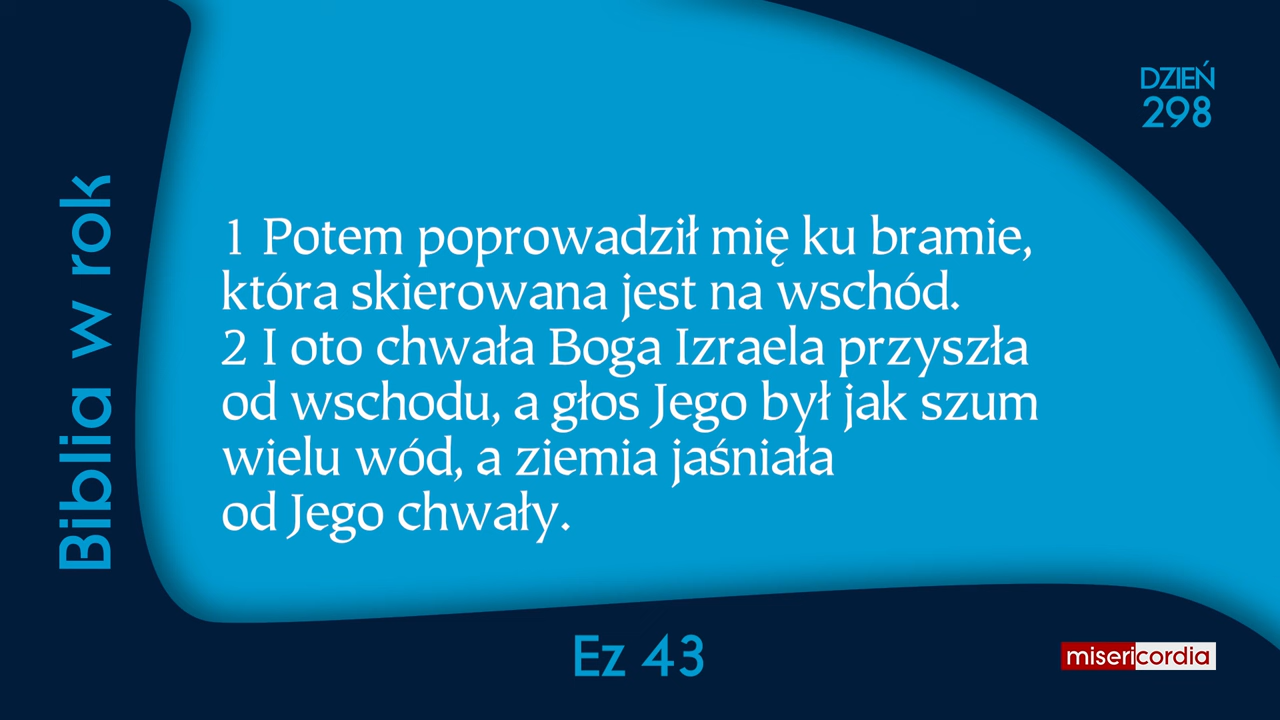 DZIEŃ
298
Biblia w rok
1 Potem poprowadził mię ku bramie,
która skierowana jest na wschód.
2 I oto chwała Boga Izraela przyszła
od wschodu, a głos Jego był jak szum
wielu wód, a ziemia jaśniała
od Jego chwały.
Ez 43
misericordia